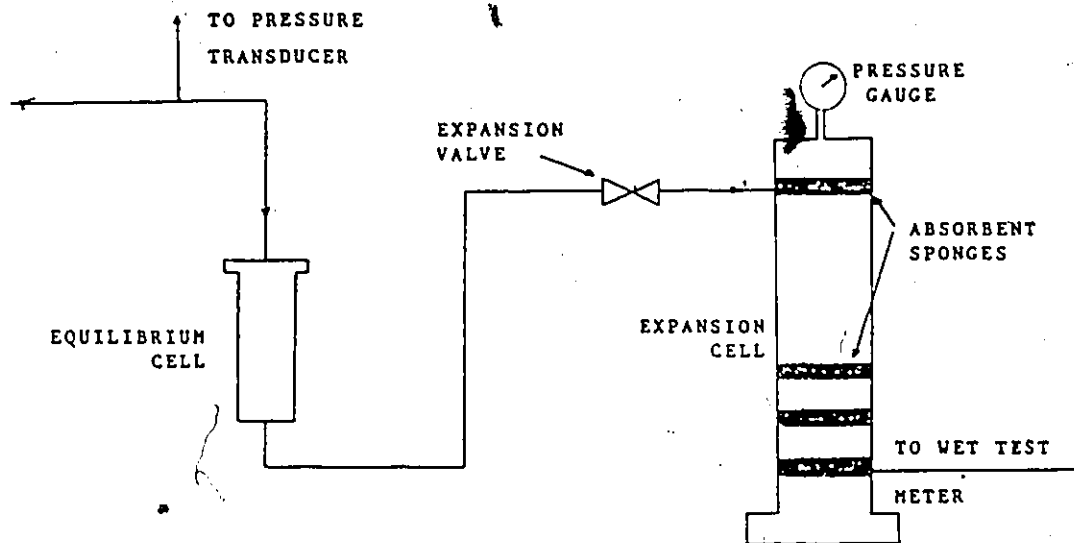 TO PRESSURE
TRANSDUCER
PRESSURE
GAUGE
EXPANSION
VALVE
ABSORBENT
SPONGES
EQUILIBRIUM
CELL
EXPANSION
CELL
TO WET TEST
METER